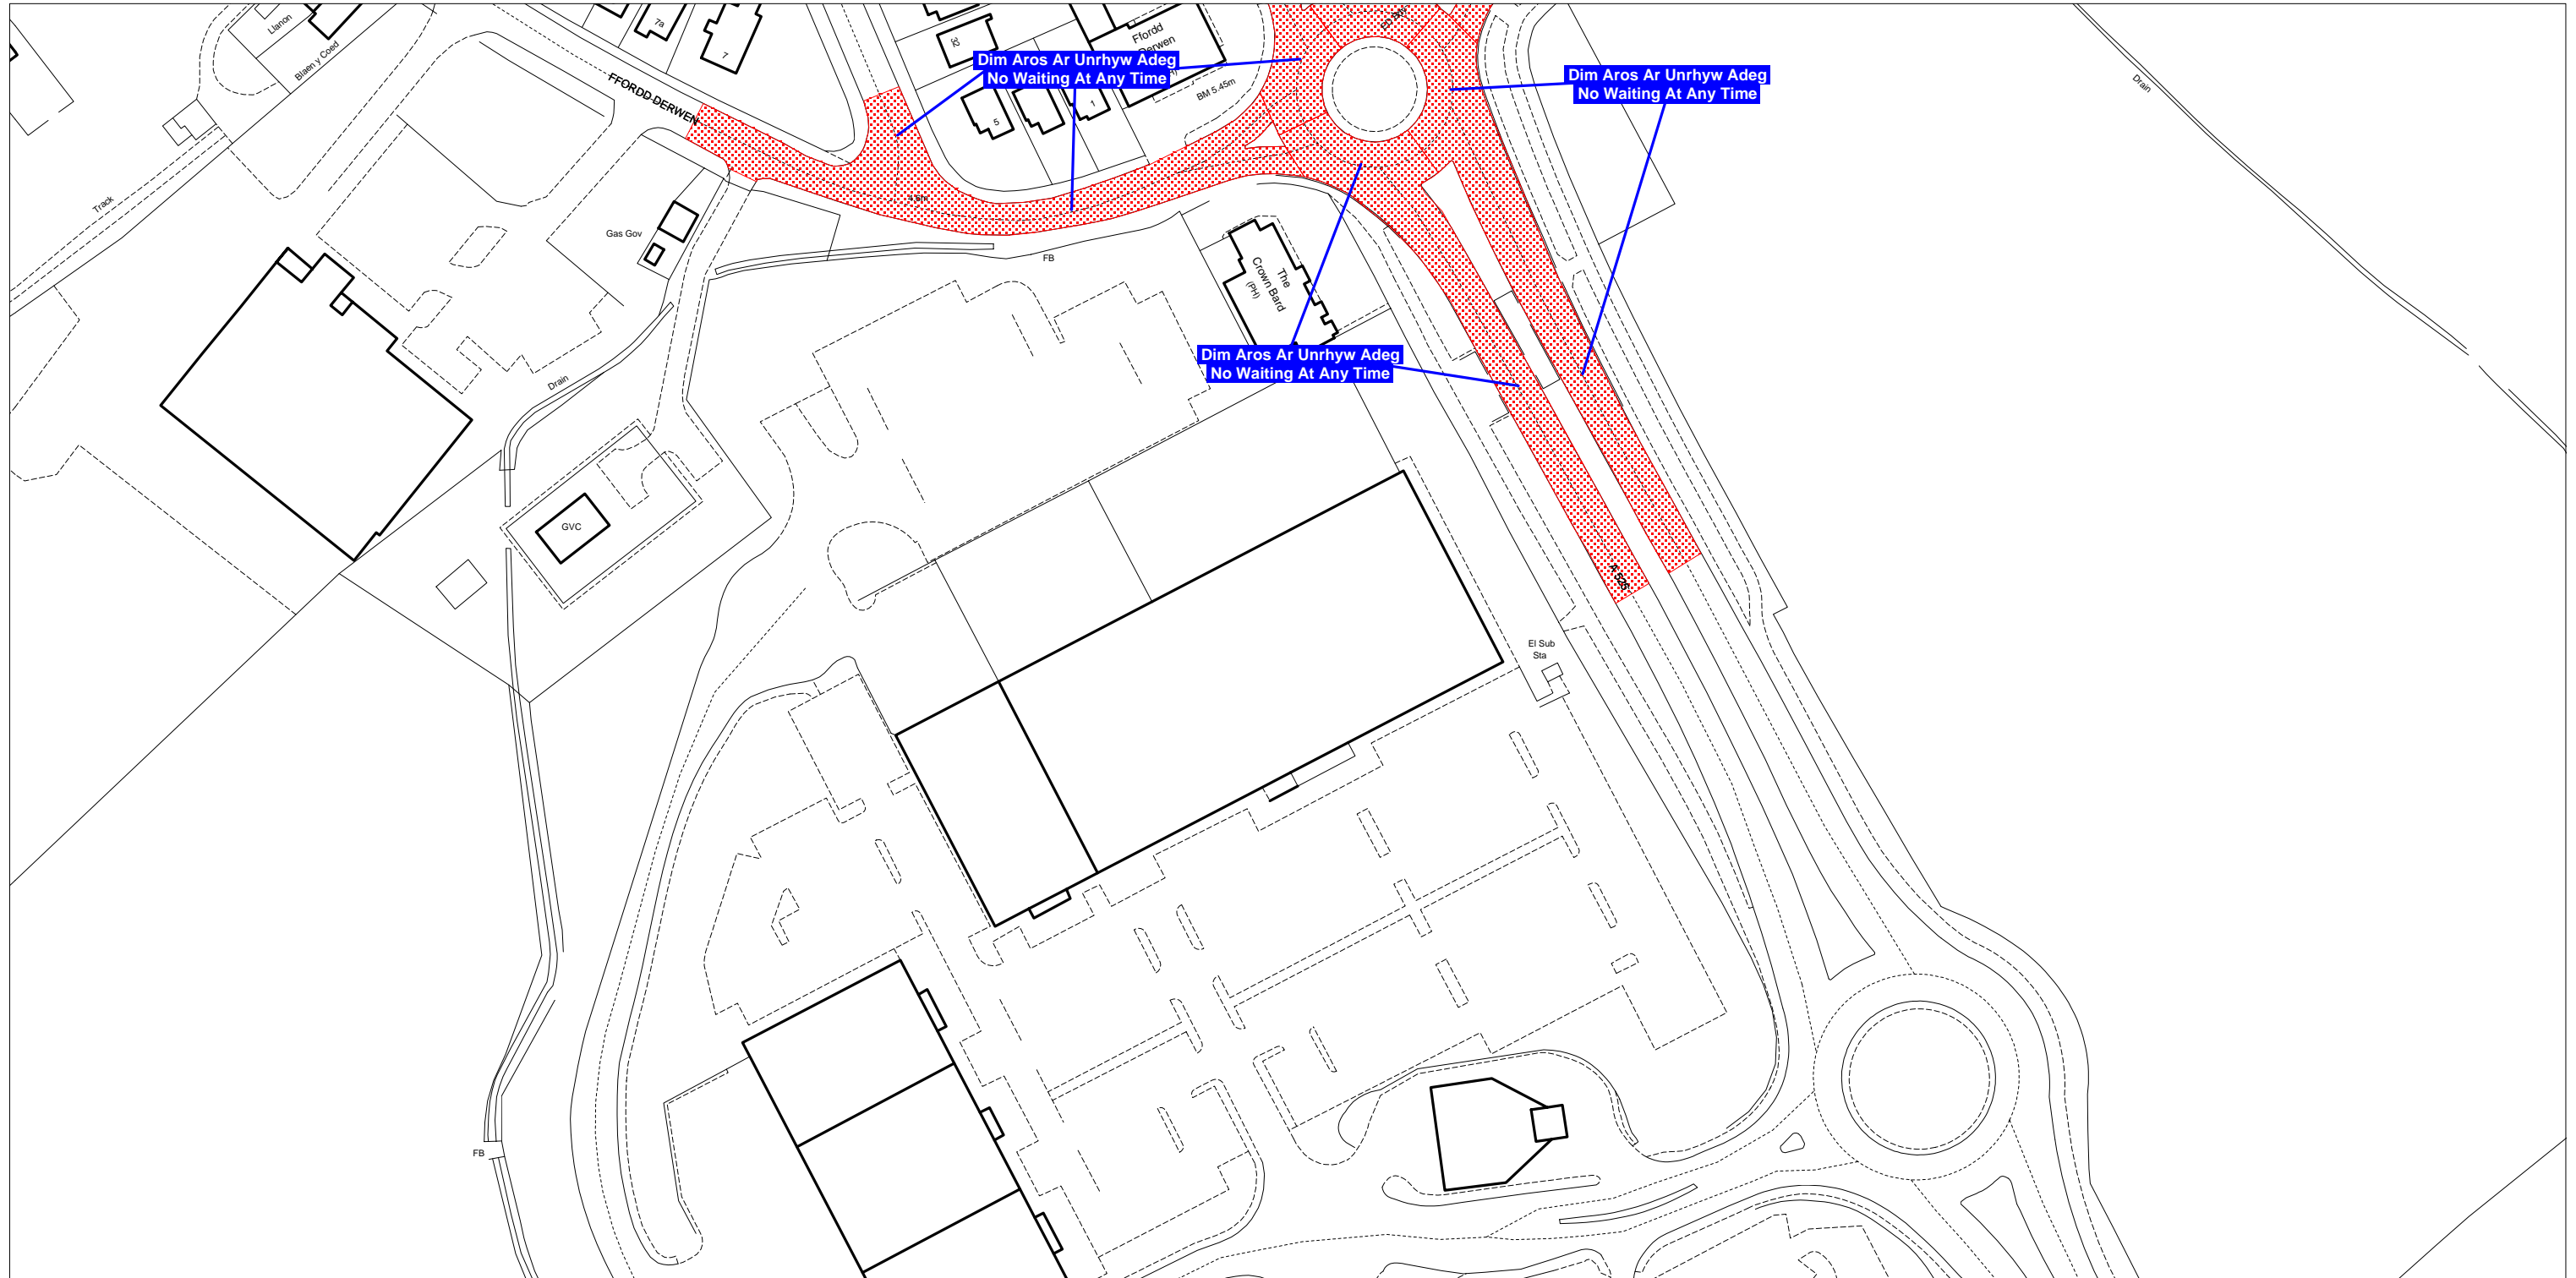 Llanon
Blaen y Coed
7a
7
FFORDD DERWEN
Dim Aros Ar Unrhyw Adeg
No Waiting At Any Time
Ffordd
Derwen
BM 5.45m
5
1
Dim Aros Ar Unrhyw Adeg
No Waiting At Any Time
Drain
Track
4.6m
Gas Gov
FB
The
Crown Bard
(PH)
Dim Aros Ar Unrhyw Adeg
No Waiting At Any Time
Drain
GVC
A 525
El Sub
Sta
FB